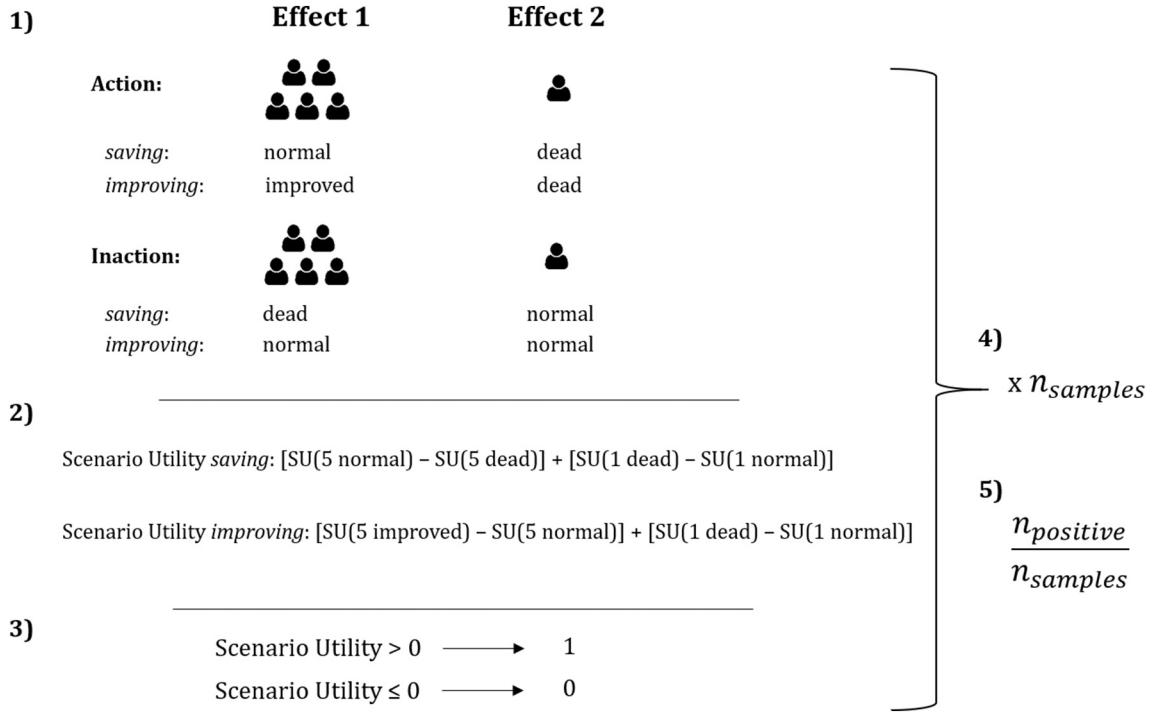 1)
Effect 1 Effect 2
Action:
saving: normal dead
improving: improved dead
Inaction:
saving: dead normal
improving: normal normal
2)
Scenario Utility saving: [SU(5 normal) – SU(5 dead)] + [SU(1 dead) – SU(1 normal)]
Scenario Utility improving: [SU(5 improved) – SU(5 normal)] + [SU(1 dead) – SU(1 normal)]
3)
Scenario Utility > 0 → 1
Scenario Utility ≤ 0 → 0
4)
x n_samples
5)
n_positive
n_samples